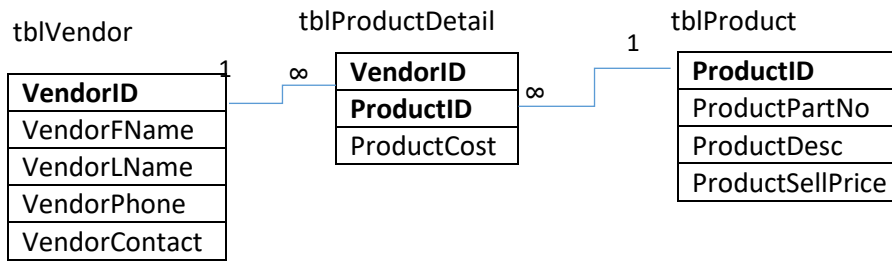 tblVendor
1
VendorID
VendorFName
VendorLName
VendorPhone
VendorContact
tblProductDetail
∞
VendorID
ProductID
∞
ProductCost
tblProduct
1
ProductID
ProductPartNo
ProductDesc
ProductSellPrice